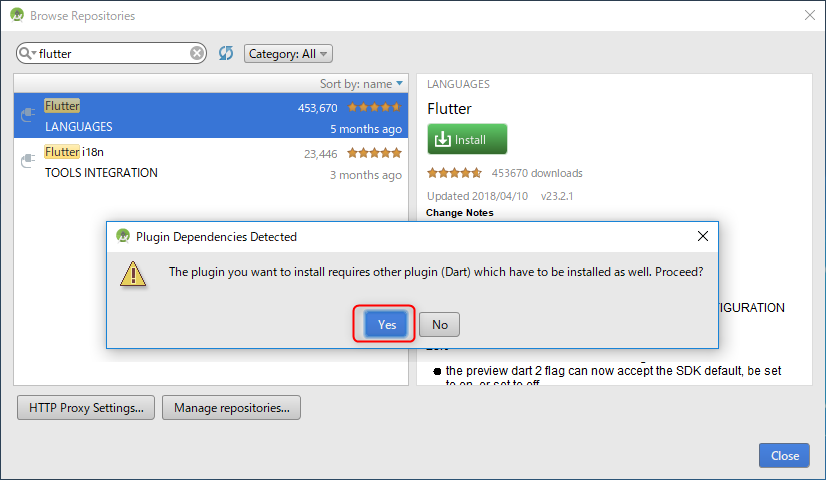 Browse Repositories
flutter
Category: All
Sort by: name
Flutter
453,670
LANGUAGES
5 months ago
Flutter i18n
23,446
TOOLS INTEGRATION
3 months ago
LANGUAGES
Flutter
Install
453670 downloads
Updated 2018/04/10 v23.2.1
Change Notes
Plugin Dependencies Detected
The plugin you want to install requires other plugin (Dart) which have to be installed as well. Proceed?
Yes
No
the preview dart 2 flag can now accept the SDK default, be set
to on, or set to off
HTTP Proxy Settings...
Manage repositories...
Close